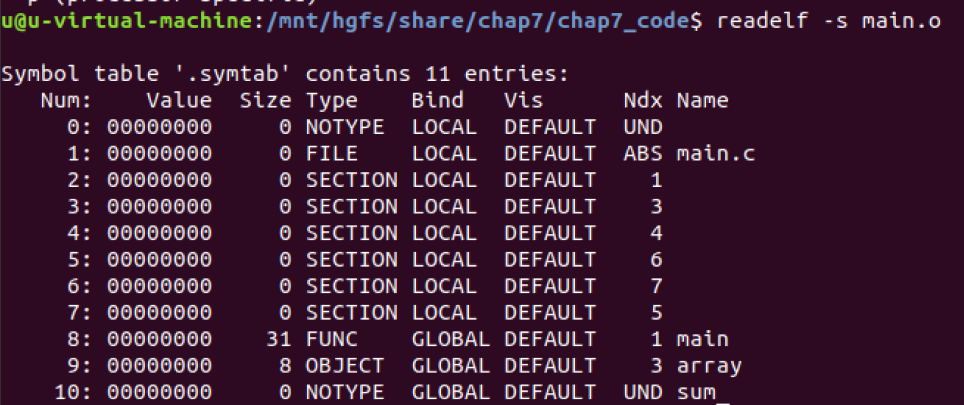 u@u-virtual-machine:/mnt/hgfs/share/chap7/chap7_code$ readelf -s main.o
Symbol table '.symtab' contains 11 entries:
Num: Value Size Type Bind Vis Ndx Name
0: 00000000 0 NOTYPE LOCAL DEFAULT UND
1: 00000000 0 FILE LOCAL DEFAULT ABS main.c
2: 00000000 0 SECTION LOCAL DEFAULT 1
3: 00000000 0 SECTION LOCAL DEFAULT 3
4: 00000000 0 SECTION LOCAL DEFAULT 4
5: 00000000 0 SECTION LOCAL DEFAULT 6
6: 00000000 0 SECTION LOCAL DEFAULT 7
7: 00000000 0 SECTION LOCAL DEFAULT 5
8: 00000000 31 FUNC GLOBAL DEFAULT 1 main
9: 00000000 8 OBJECT GLOBAL DEFAULT 3 array
10: 00000000 0 NOTYPE GLOBAL DEFAULT UND sum_